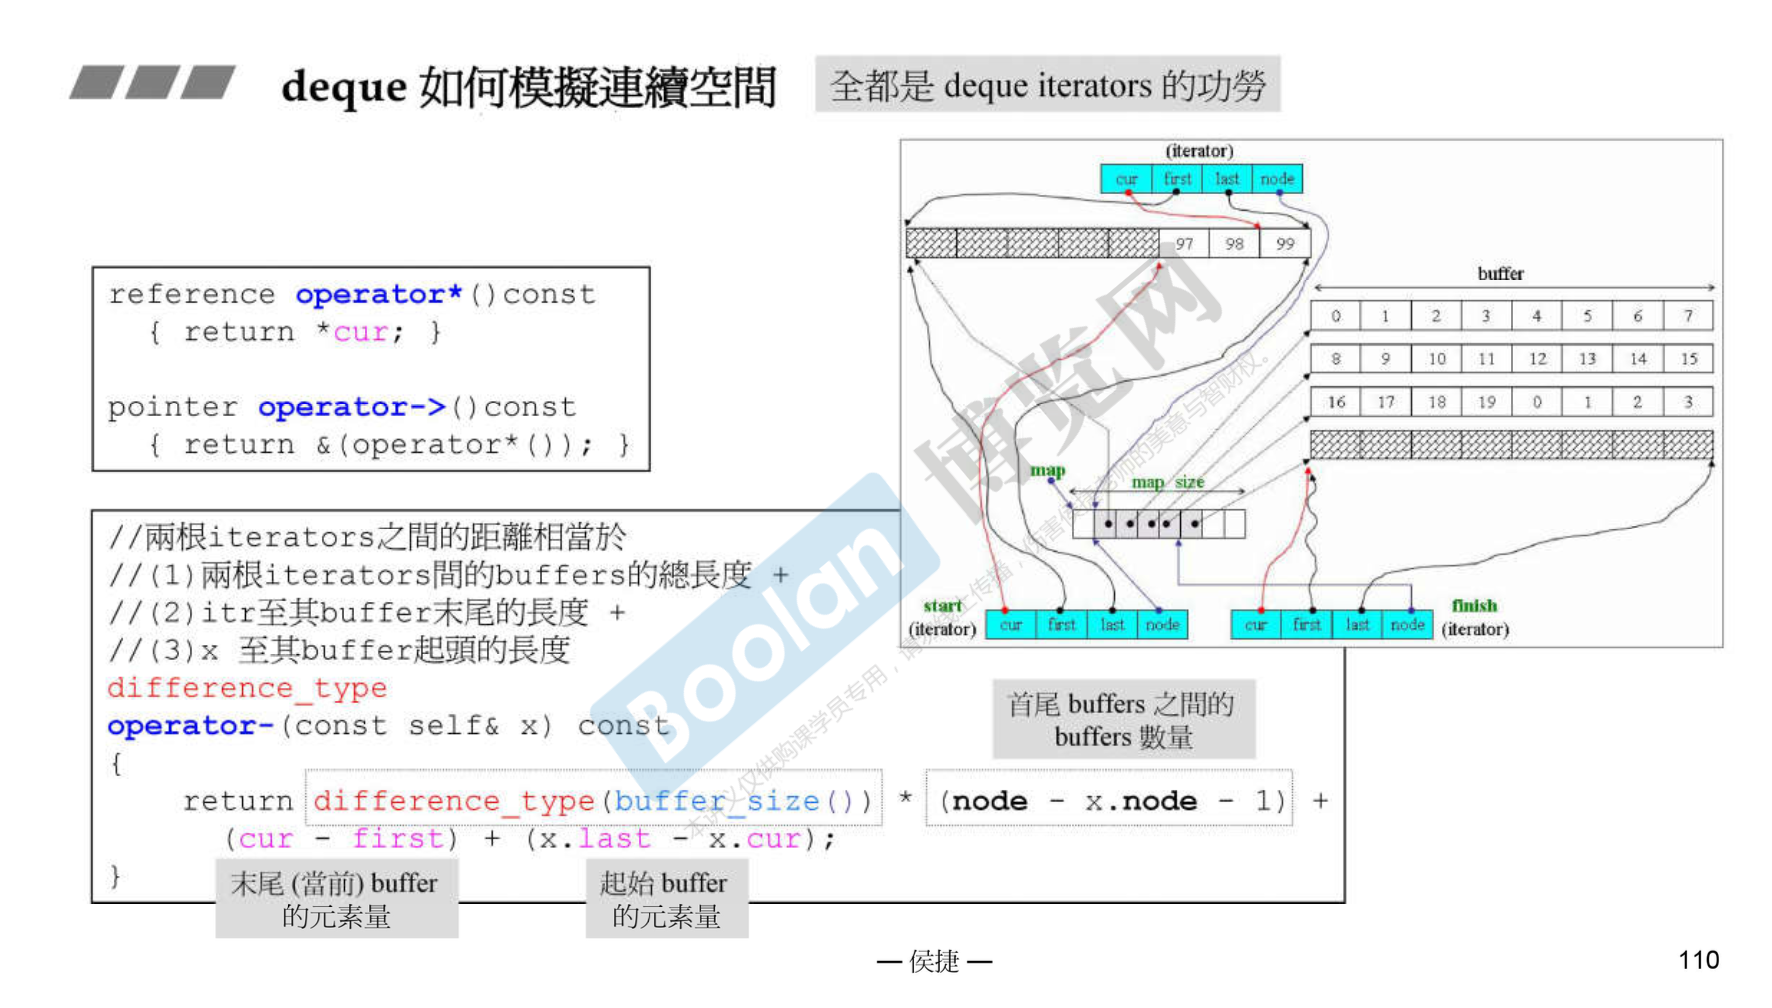 deque 如何模擬連續空間
全都是 deque iterators 的功勞
reference operator*()const
{ return *cur; }
pointer operator->()const
{ return &(operator*()); }
(iterator)
cur first last node
97 98 99
buffer
0 1 2 3 4 5 6 7
8 9 10 11 12 13 14 15
16 17 18 19 0 1 2 3
map
map_size
start
(iterator)
cur first last node
cur first last node
finish
(iterator)
//兩根iterators之間的距離相當於
//(1)兩根iterators間的buffers的總長度 +
//(2)itr至其buffer末尾的長度 +
//(3)x 至其buffer起頭的長度
difference_type
operator-(const self& x) const
{
return difference_type(buffer_size()) * (node - x.node - 1) +
(cur - first) + (x.last - x.cur);
}
首尾 buffers 之間的
buffers 數量
末尾 (當前) buffer
的元素量
起始 buffer
的元素量
Boolan
博览网
— 侯捷 —
110